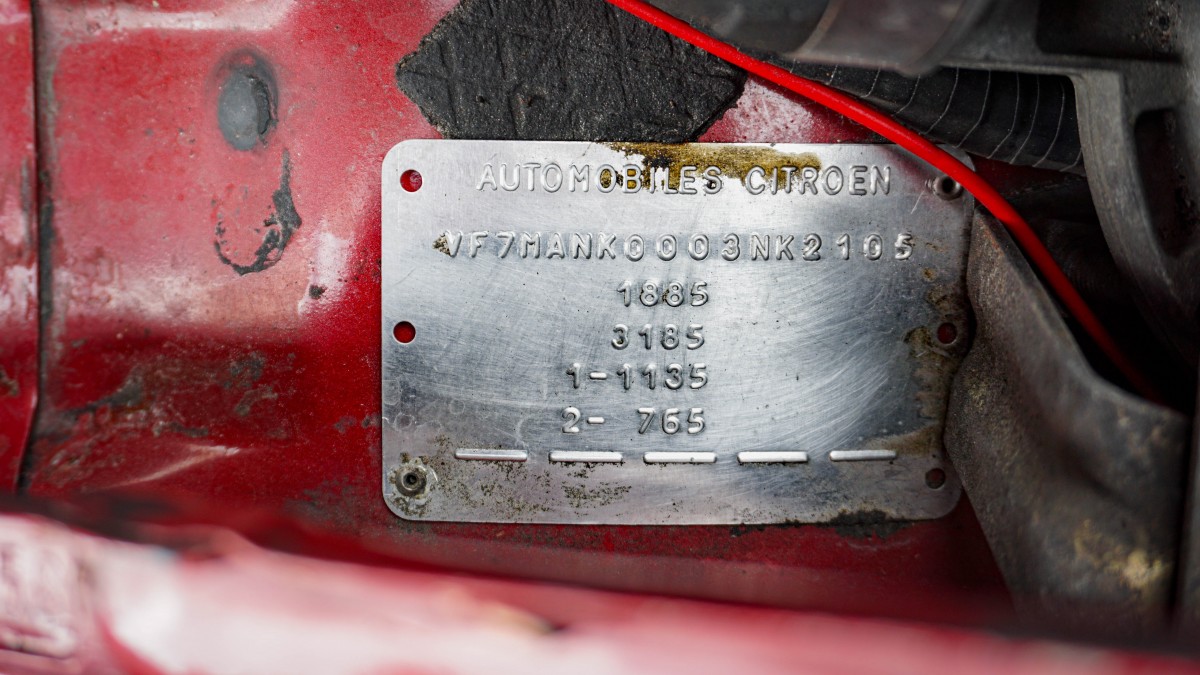 AUTOMOBILES CITROEN
VF7MANK0003NK2105
1885
3185
1-1135
2- 765